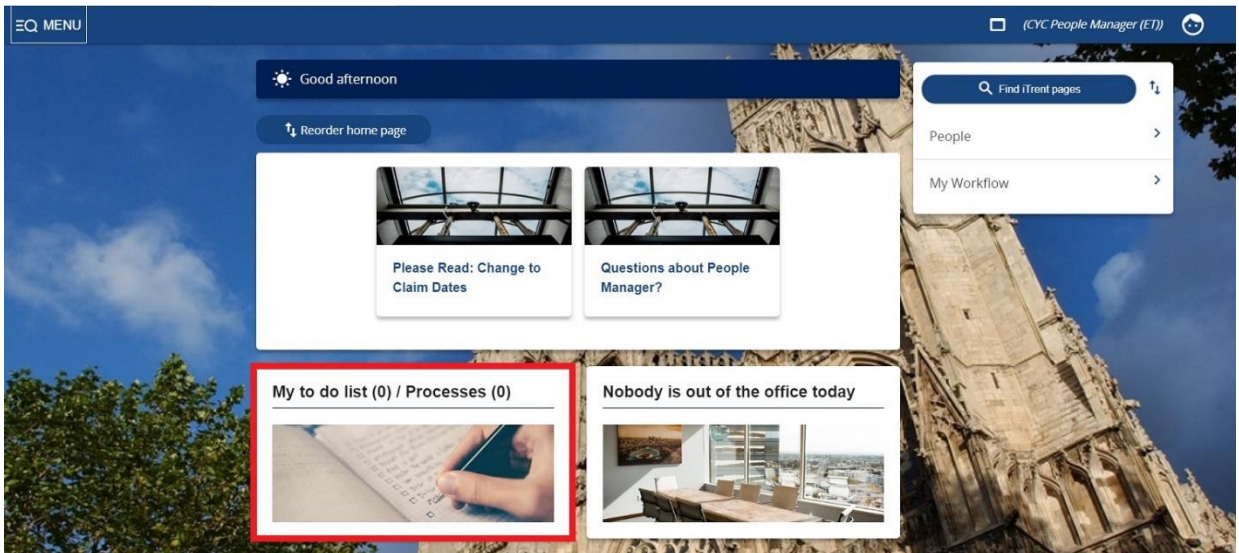 MENU
(CYC People Manager (ET))
Good afternoon
Find iTrent pages
Reorder home page
People
My Workflow
Please Read: Change to
Claim Dates
Questions about People
Manager?
My to do list (0) / Processes (0)
Nobody is out of the office today